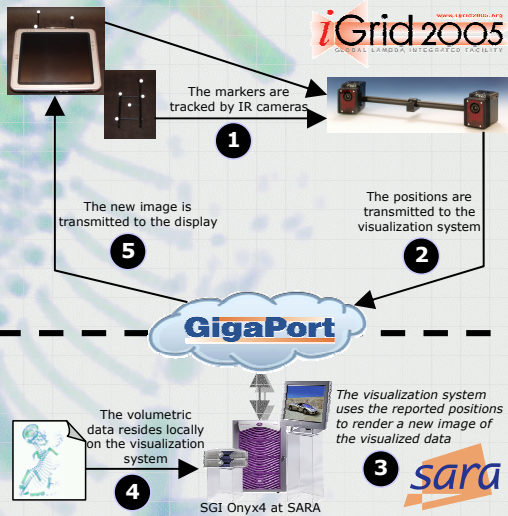 www.igrid2005.org
iGrid 2005
GLOBAL LAMBDA INTEGRATED FACILITY
The markers are
tracked by IR cameras
1
The positions are
transmitted to the
visualization system
2
The new image is
transmitted to the display
5
GigaPort
The visualization system
uses the reported positions
to render a new image of
the visualized data
3
The volumetric
data resides locally
on the visualization
system
4
sara
SGI Onyx4 at SARA